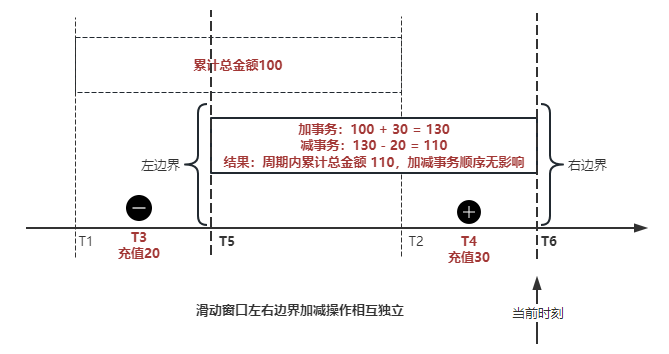 累计总金额100
加事务：100 + 30 = 130
减事务：130 - 20 = 110
结果：周期内累计总金额 110，加减事务顺序无影响
左边界
右边界
T1
T3
充值20
T5
T2
T4
充值30
T6
滑动窗口左右边界加减操作相互独立
当前时刻